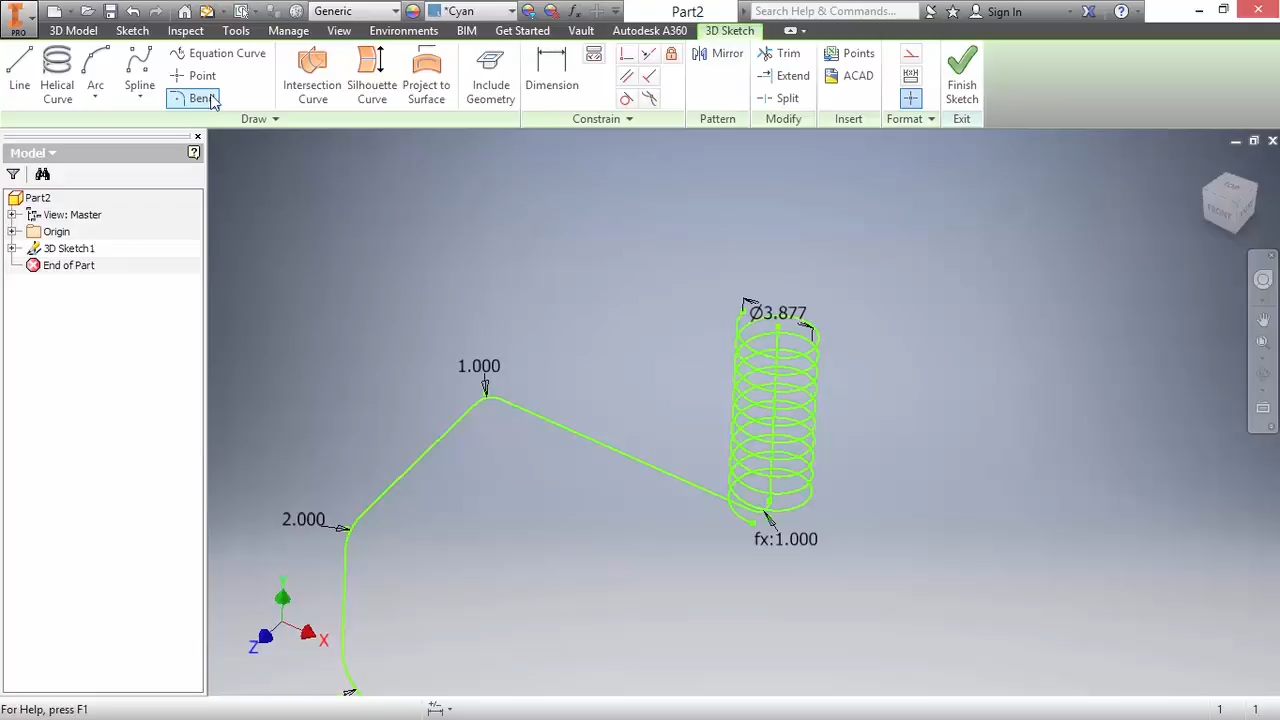 PRO
Generic
*Cyan
fx
Part2
Search Help & Commands...
Sign In
3D Model
Sketch
Inspect
Tools
Manage
View
Environments
BIM
Get Started
Vault
Autodesk A360
3D Sketch
Line
Helical Curve
Arc
Spline
Equation Curve
Point
Bend
Intersection Curve
Silhouette Curve
Project to Surface
Include Geometry
Dimension
Mirror
Trim
Extend
Split
Points
ACAD
Finish Sketch
Draw
Constrain
Pattern
Modify
Insert
Format
Exit
Model
Part2
View: Master
Origin
3D Sketch1
End of Part
TOP
FRONT
Ø3.877
1.000
2.000
fx:1.000
Y
X
Z
For Help, press F1
1
1